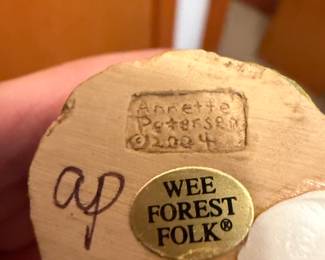 Annette
Petersen
©2004
ap
WEE
FOREST
FOLK®